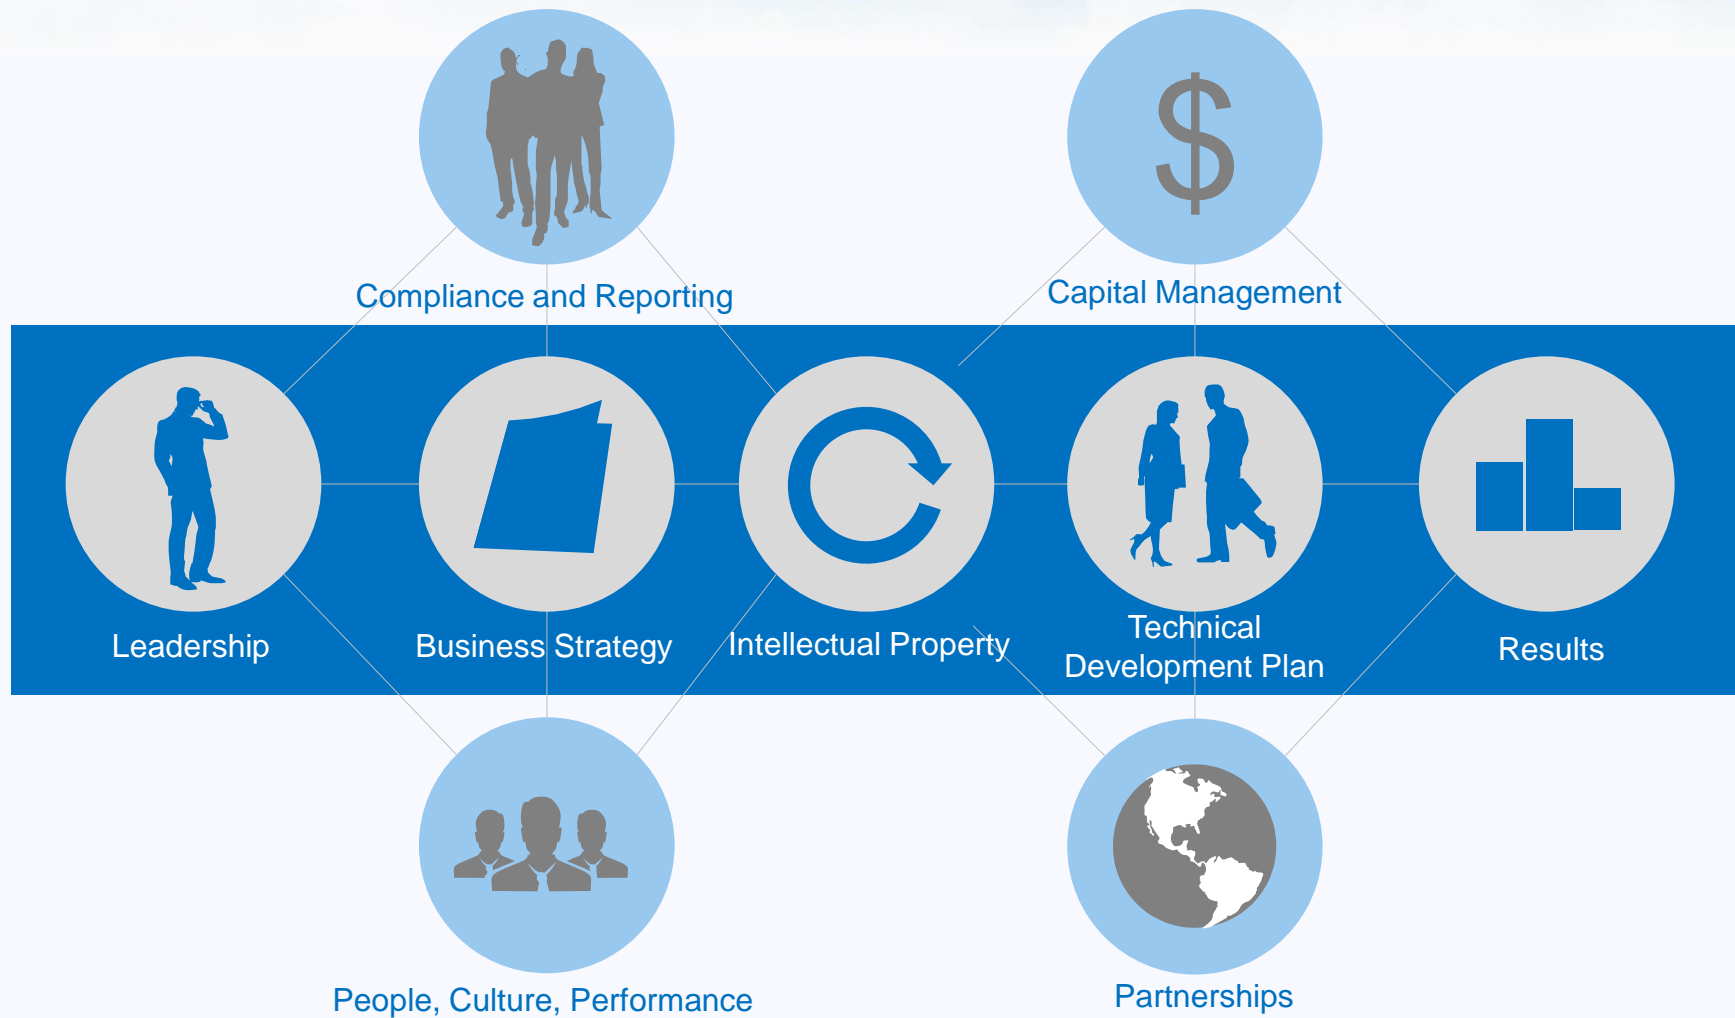 $
Compliance and Reporting
Capital Management
Leadership
Business Strategy
Intellectual Property
Technical
Development Plan
Results
People, Culture, Performance
Partnerships